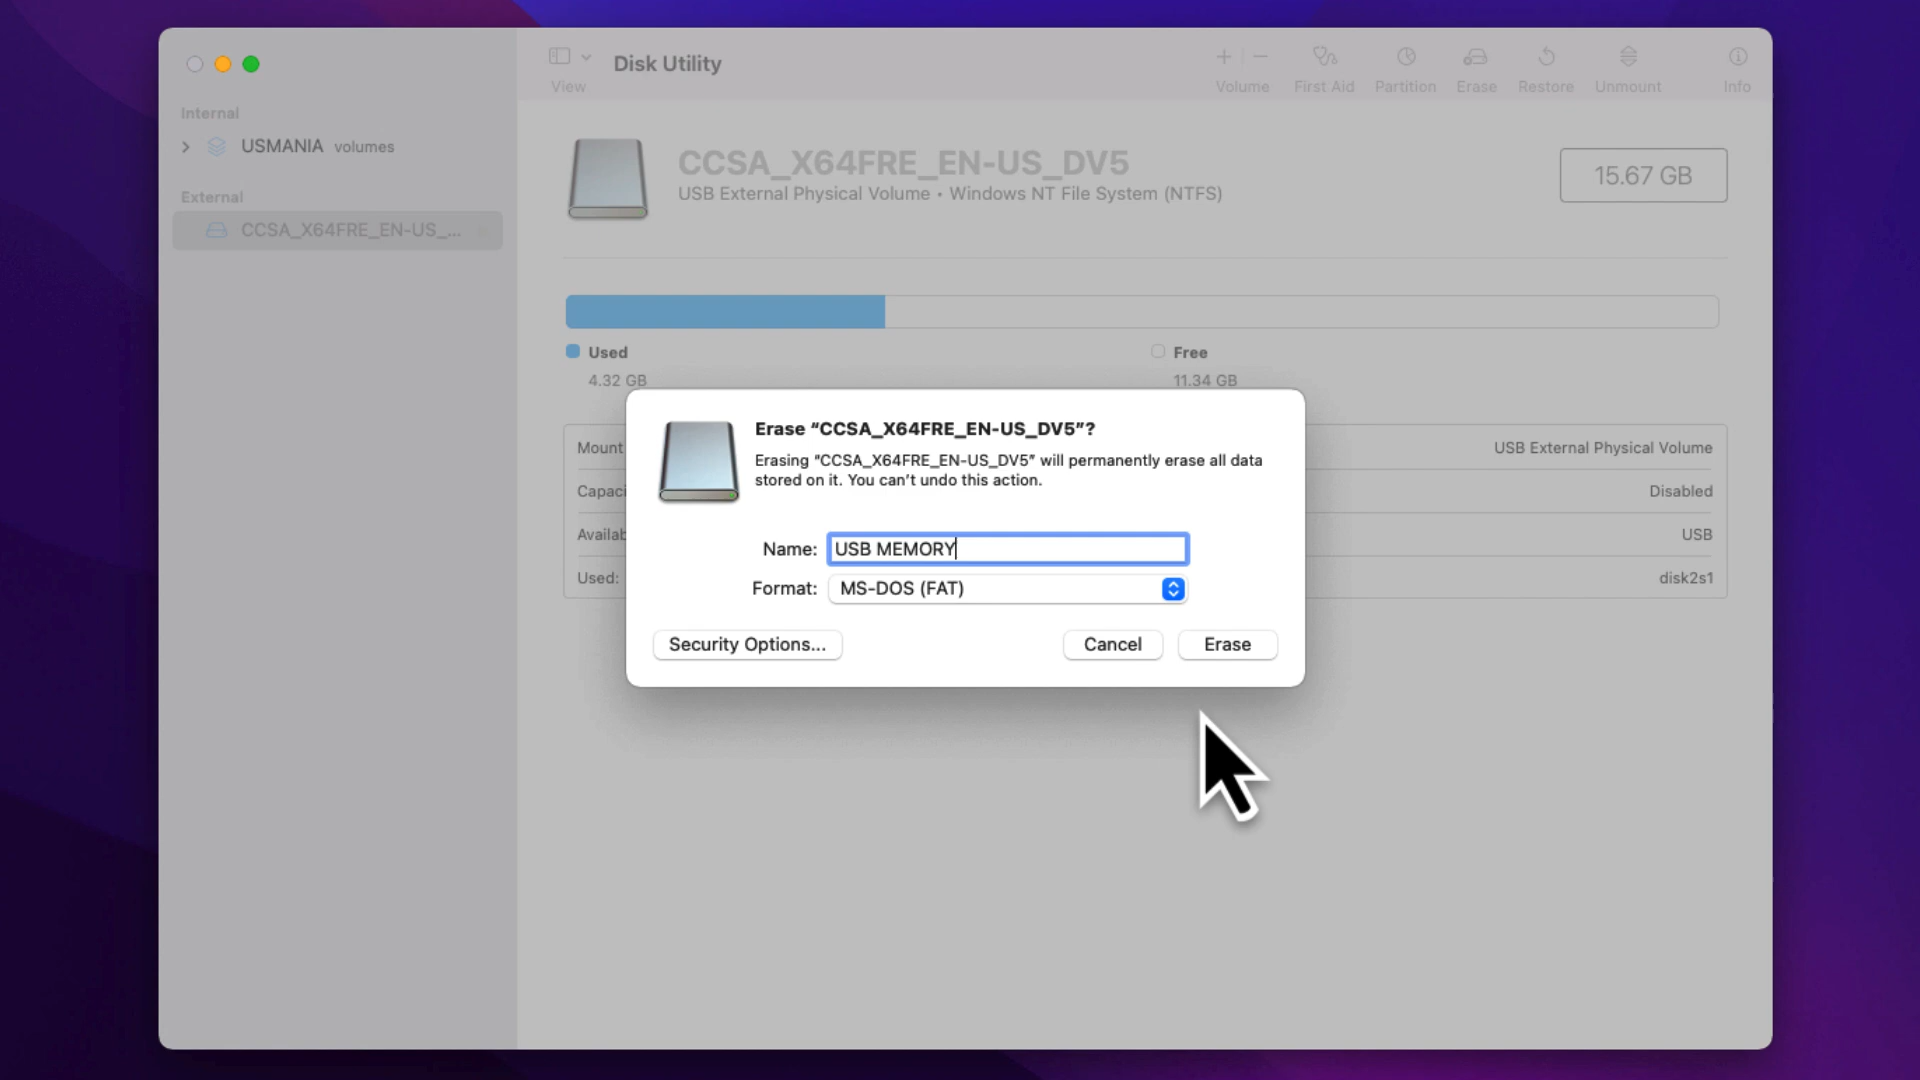 View
Disk Utility
Volume
First Aid
Partition
Erase
Restore
Unmount
Info
Internal
USMANIA volumes
External
CCSA_X64FRE_EN-US_...
CCSA_X64FRE_EN-US_DV5
USB External Physical Volume • Windows NT File System (NTFS)
15.67 GB
Used
4.32 GB
Free
11.34 GB
Mount
Capaci
Availab
Used:
USB External Physical Volume
Disabled
USB
disk2s1
Erase “CCSA_X64FRE_EN-US_DV5”?
Erasing “CCSA_X64FRE_EN-US_DV5” will permanently erase all data
stored on it. You can’t undo this action.
Name: USB MEMORY
Format: MS-DOS (FAT)
Security Options...
Cancel
Erase